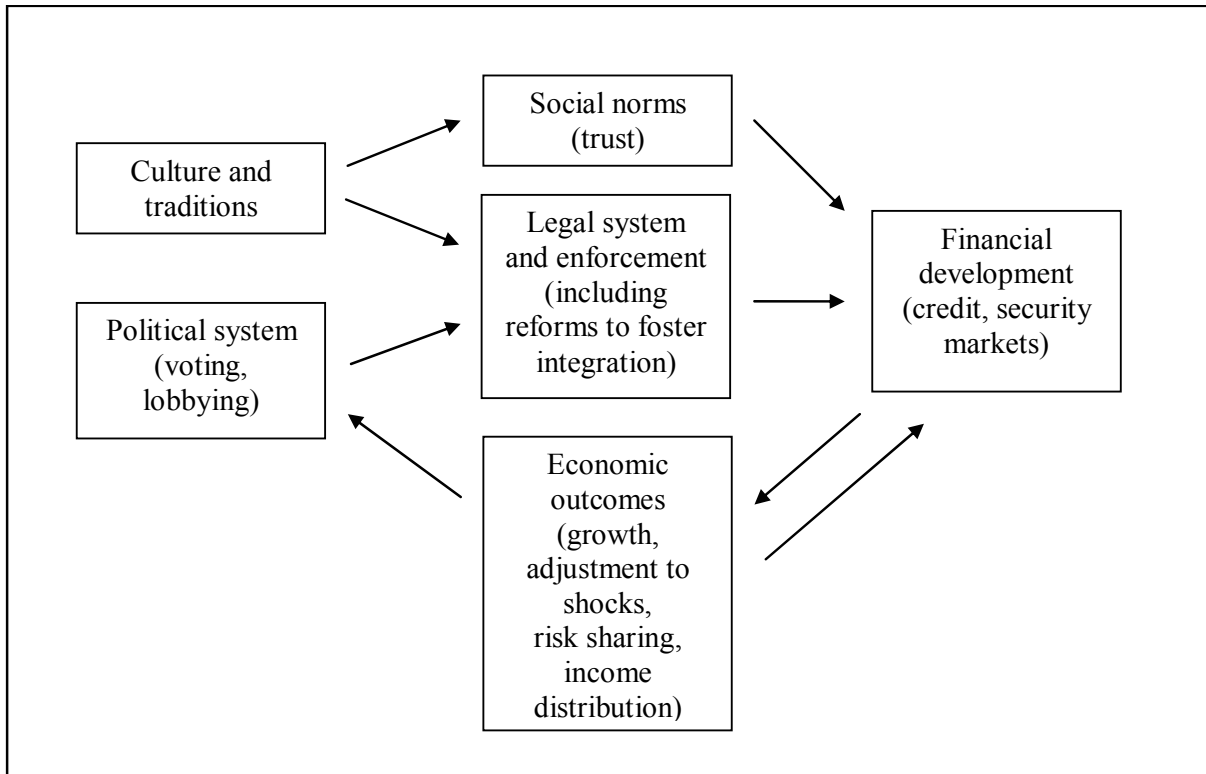 Culture and
traditions
Political system
(voting,
lobbying)
Social norms
(trust)
Legal system
and enforcement
(including
reforms to foster
integration)
Economic
outcomes
(growth,
adjustment to
shocks,
risk sharing,
income
distribution)
Financial
development
(credit, security
markets)